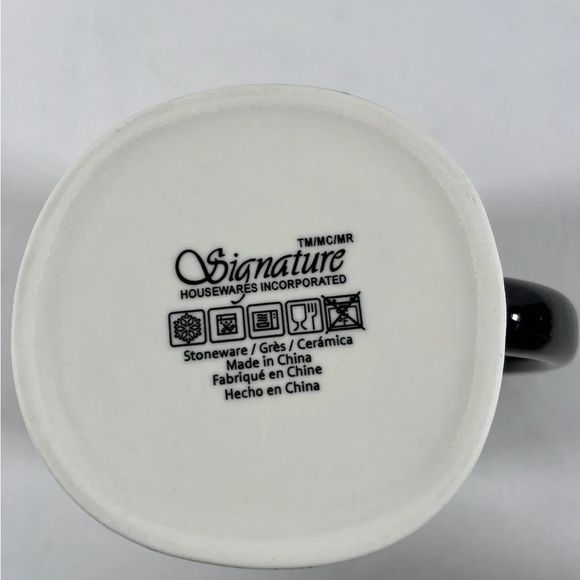 TM/MC/MR
Signature
HOUSEWARES INCORPORATED
Stoneware / Grès / Cerámica
Made in China
Fabriqué en Chine
Hecho en China